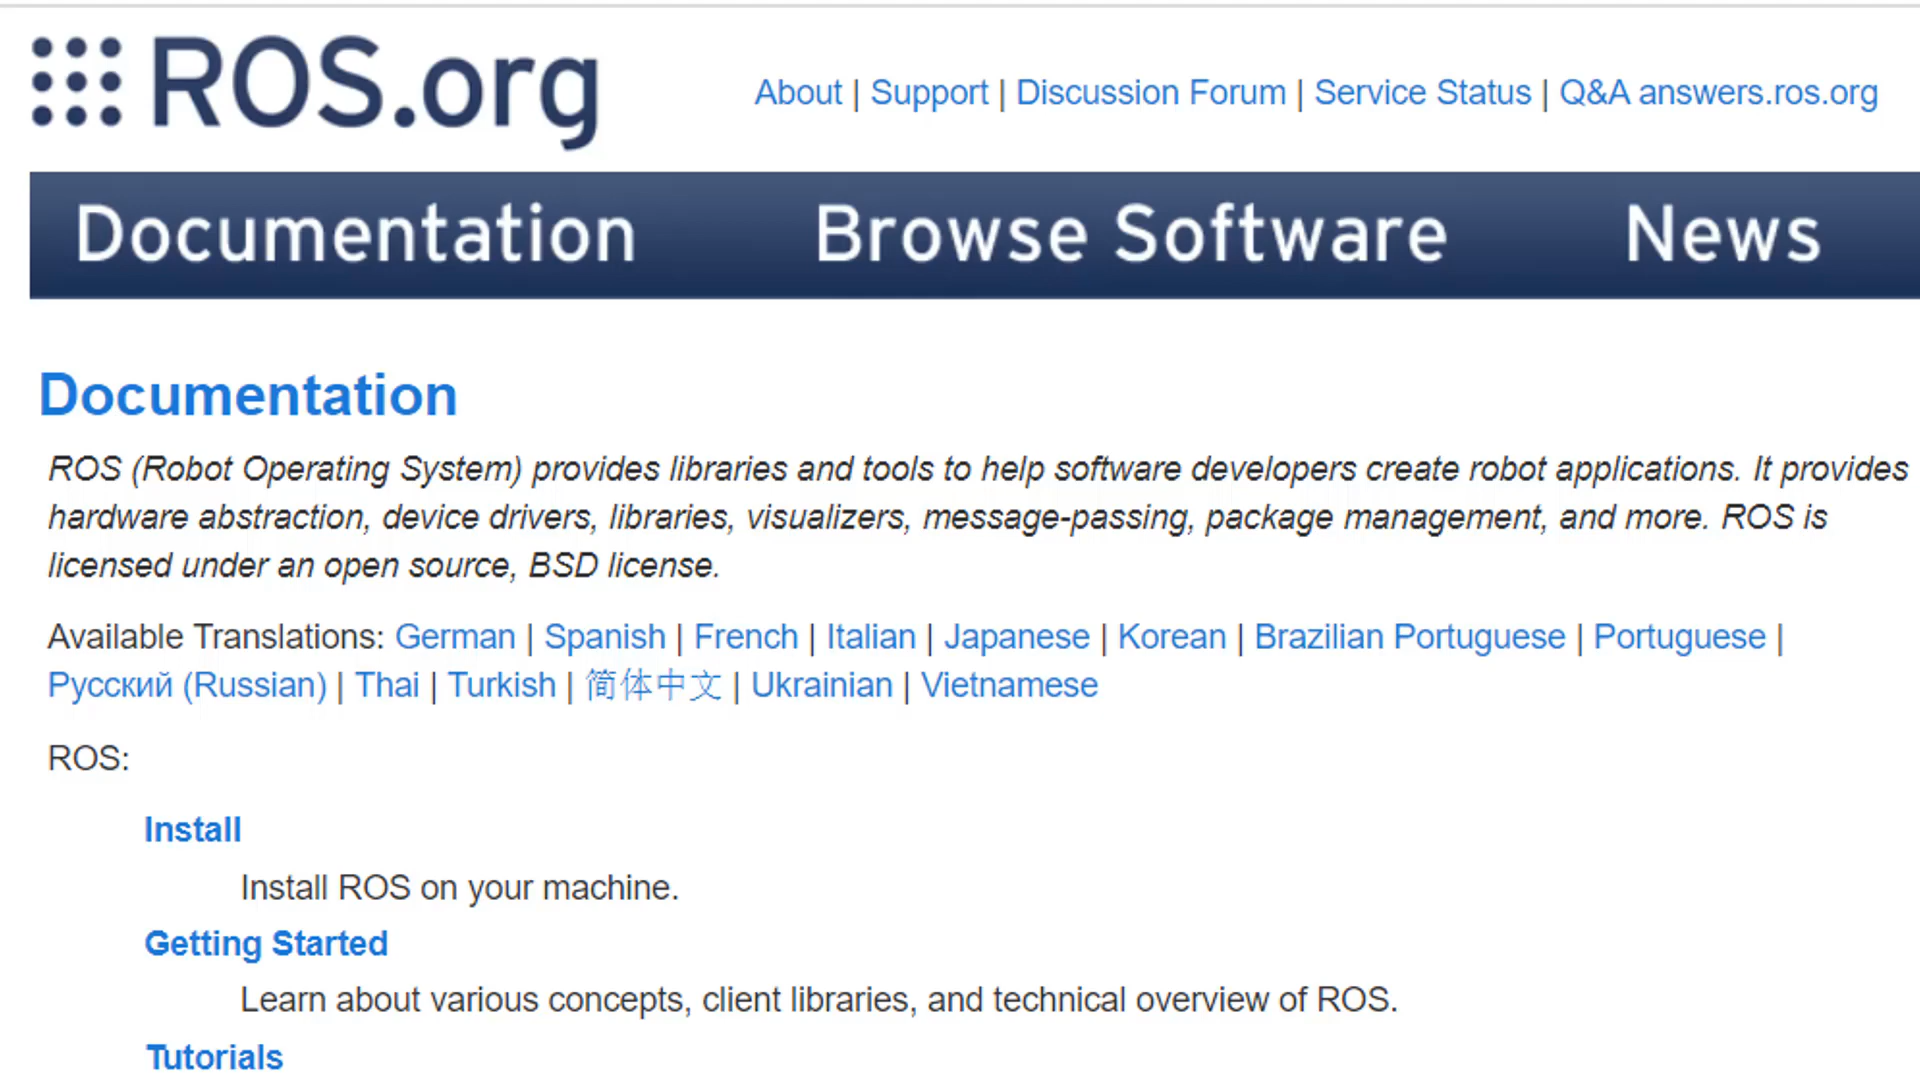 ROS.org
About | Support | Discussion Forum | Service Status | Q&A answers.ros.org
Documentation Browse Software News
Documentation
ROS (Robot Operating System) provides libraries and tools to help software developers create robot applications. It provides
hardware abstraction, device drivers, libraries, visualizers, message-passing, package management, and more. ROS is
licensed under an open source, BSD license.
Available Translations: German | Spanish | French | Italian | Japanese | Korean | Brazilian Portuguese | Portuguese |
Русский (Russian) | Thai | Turkish | 简体中文 | Ukrainian | Vietnamese
ROS:
Install
Install ROS on your machine.
Getting Started
Learn about various concepts, client libraries, and technical overview of ROS.
Tutorials